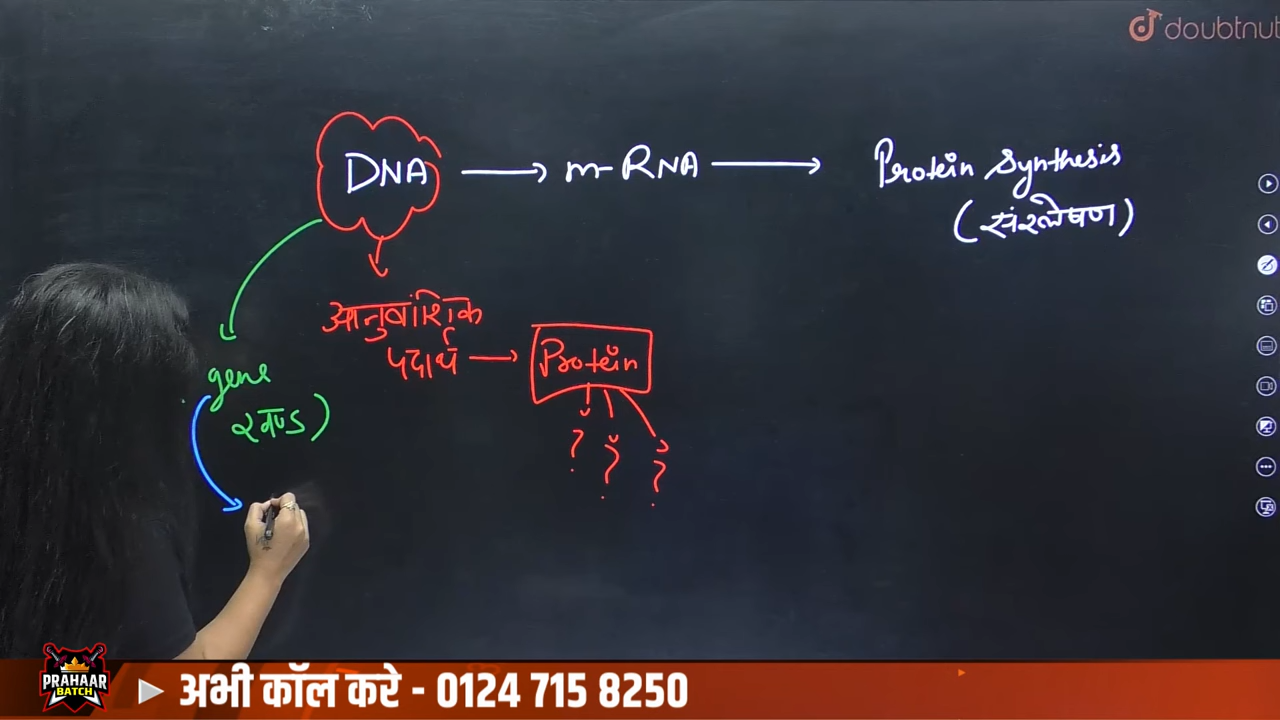 doubtnut
DNA → m-RNA → Protein Synthesis
(संश्लेषण)
आनुवांशिक
पदार्थ → Protein
gene
खण्ड)
? ? ?
PRAHAAR
BATCH
अभी कॉल करे - 0124 715 8250